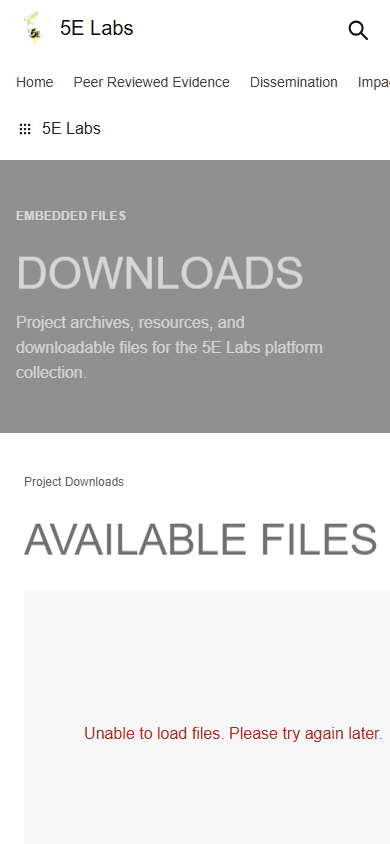 5E Labs
Home Peer Reviewed Evidence Dissemination
5E Labs
EMBEDDED FILES
DOWNLOADS
Project archives, resources, and
downloadable files for the 5E Labs platform
collection.
Project Downloads
AVAILABLE FILES
Unable to load files. Please try again later.